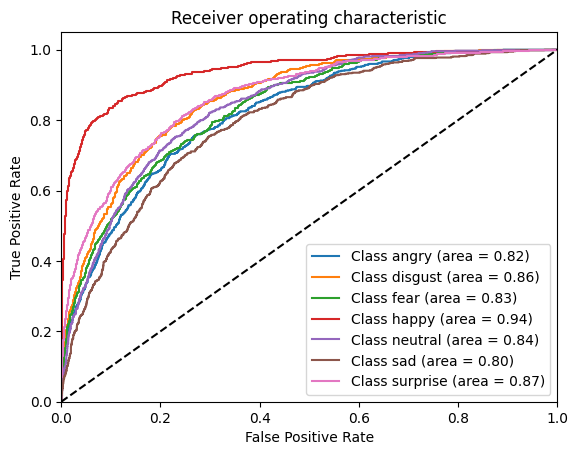 Receiver operating characteristic
True Positive Rate
1.0
0.8
0.6
0.4
0.2
0.0
Class angry (area = 0.82)
Class disgust (area = 0.86)
Class fear (area = 0.83)
Class happy (area = 0.94)
Class neutral (area = 0.84)
Class sad (area = 0.80)
Class surprise (area = 0.87)
0.0 0.2 0.4 0.6 0.8 1.0
False Positive Rate